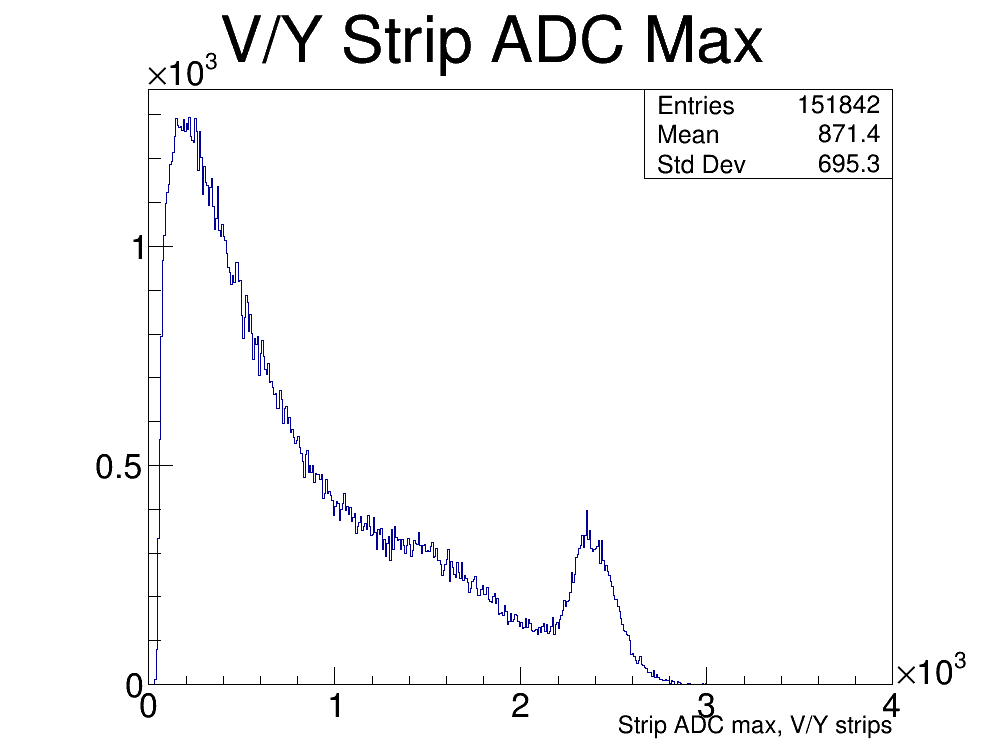 V/Y Strip ADC Max
×10³
Entries 151842
Mean 871.4
Std Dev 695.3
1
0.5
0
0 1 2 3 4
×10³
Strip ADC max, V/Y strips